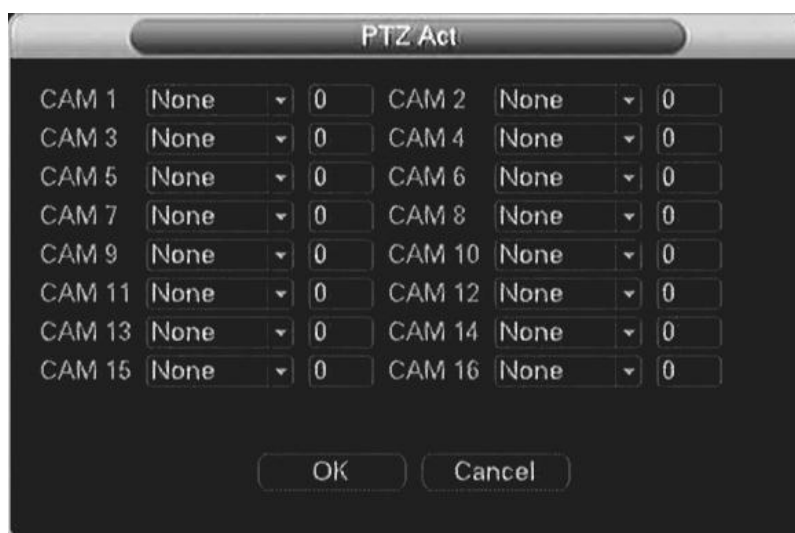 PTZ Act
CAM 1 None 0 CAM 2 None 0
CAM 3 None 0 CAM 4 None 0
CAM 5 None 0 CAM 6 None 0
CAM 7 None 0 CAM 8 None 0
CAM 9 None 0 CAM 10 None 0
CAM 11 None 0 CAM 12 None 0
CAM 13 None 0 CAM 14 None 0
CAM 15 None 0 CAM 16 None 0
OK Cancel